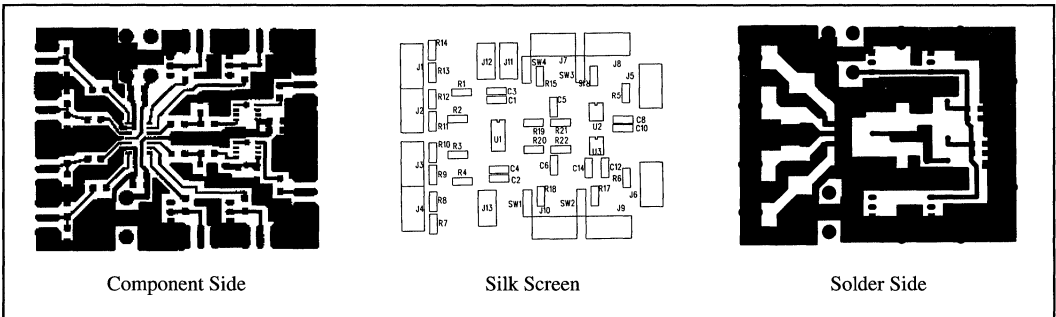 R14
J12
J11
SW4
J7
SW3
J8
J1
R13
R15
R16
J5
R1
C3
R12
C1
C5
R5
J2
R2
R11
U1
R19
R21
U2
C8
C10
R10
R20
R22
U3
J3
R3
R9
C4
C6
C14
C12
R4
C2
R6
R8
R18
R17
J6
J4
J13
SW1
J10
SW2
J9
R7
Component Side
Silk Screen
Solder Side